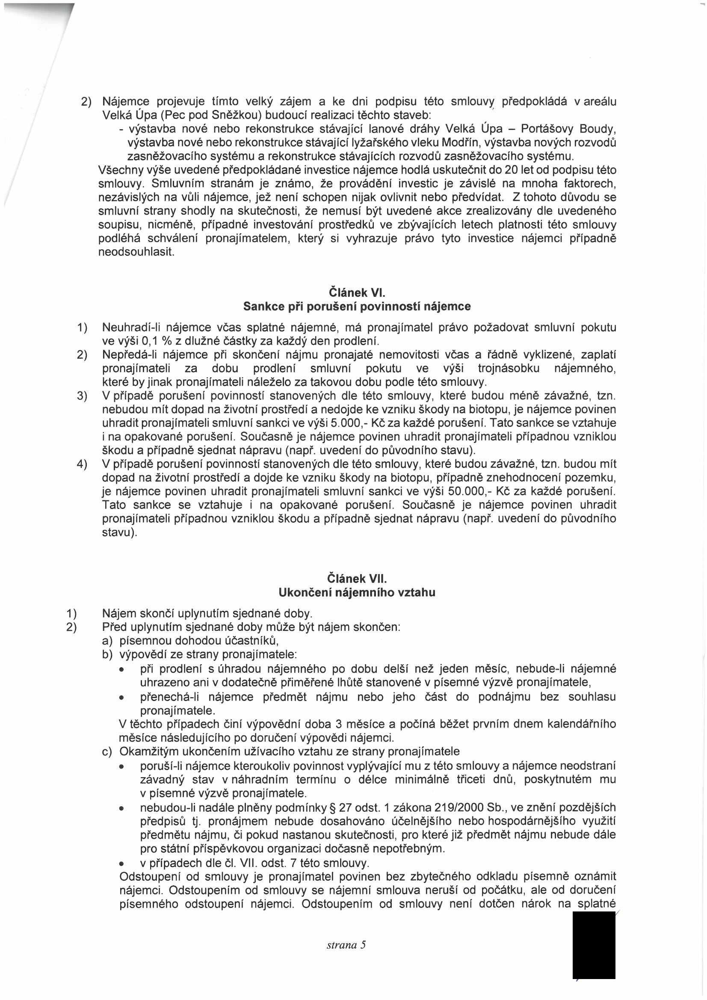 2) Nájemce projevuje tímto velký zájem a ke dni podpisu této smlouvy předpokládá v areálu
Velká Úpa (Pec pod Sněžkou) budoucí realizaci těchto staveb:
- výstavba nové nebo rekonstrukce stávající lanové dráhy Velká Úpa – Portášovy Boudy,
výstavba nové nebo rekonstrukce stávající lyžařského vleku Modřín, výstavba nových rozvodů
zasněžovacího systému a rekonstrukce stávajících rozvodů zasněžovacího systému.
Všechny výše uvedené předpokládané investice nájemce hodlá uskutečnit do 20 let od podpisu této
smlouvy. Smluvním stranám je známo, že provádění investic je závislé na mnoha faktorech,
nezávislých na vůli nájemce, jež není schopen nijak ovlivnit nebo předvídat. Z tohoto důvodu se
smluvní strany shodly na skutečnosti, že nemusí být uvedené akce zrealizovány dle uvedeného
soupisu, nicméně, případné investování prostředků ve zbývajících letech platnosti této smlouvy
podléhá schválení pronajímatelem, který si vyhrazuje právo tyto investice nájemci případně
neodsouhlasit.
Článek VI.
Sankce při porušení povinností nájemce
1) Neuhradí-li nájemce včas splatné nájemné, má pronajímatel právo požadovat smluvní pokutu
ve výši 0,1 % z dlužné částky za každý den prodlení.
2) Nepředá-li nájemce při skončení nájmu pronajaté nemovitosti včas a řádně vyklizené, zaplatí
pronajímateli za dobu prodlení smluvní pokutu ve výši trojnásobku nájemného,
které by jinak pronajímateli náleželo za takovou dobu podle této smlouvy.
3) V případě porušení povinností stanovených dle této smlouvy, které budou méně závažné, tzn.
nebudou mít dopad na životní prostředí a nedojde ke vzniku škody na biotopu, je nájemce povinen
uhradit pronajímateli smluvní sankci ve výši 5.000,- Kč za každé porušení. Tato sankce se vztahuje
i na opakované porušení. Současně je nájemce povinen uhradit pronajímateli případnou vzniklou
škodu a případně sjednat nápravu (např. uvedení do původního stavu).
4) V případě porušení povinností stanovených dle této smlouvy, které budou závažné, tzn. budou mít
dopad na životní prostředí a dojde ke vzniku škody na biotopu, případně znehodnocení pozemku,
je nájemce povinen uhradit pronajímateli smluvní sankci ve výši 50.000,- Kč za každé porušení.
Tato sankce se vztahuje i na opakované porušení. Současně je nájemce povinen uhradit
pronajímateli případnou vzniklou škodu a případně sjednat nápravu (např. uvedení do původního
stavu).
Článek VII.
Ukončení nájemního vztahu
1) Nájem skončí uplynutím sjednané doby.
2) Před uplynutím sjednané doby může být nájem skončen:
a) písemnou dohodou účastníků,
b) výpovědí ze strany pronajímatele:
• při prodlení s úhradou nájemného po dobu delší než jeden měsíc, nebude-li nájemné
uhrazeno ani v dodatečně přiměřené lhůtě stanovené v písemné výzvě pronajímatele,
• přenechá-li nájemce předmět nájmu nebo jeho část do podnájmu bez souhlasu
pronajímatele.
V těchto případech činí výpovědní doba 3 měsíce a počíná běžet prvním dnem kalendářního
měsíce následujícího po doručení výpovědi nájemci.
c) Okamžitým ukončením užívacího vztahu ze strany pronajímatele
• poruší-li nájemce kteroukoliv povinnost vyplývající mu z této smlouvy a nájemce neodstraní
závadný stav v náhradním termínu o délce minimálně třiceti dnů, poskytnutém mu
v písemné výzvě pronajímatele.
• nebudou-li nadále plněny podmínky § 27 odst. 1 zákona 219/2000 Sb., ve znění pozdějších
předpisů tj. pronájmem nebude dosahováno účelnějšího nebo hospodárnějšího využití
předmětu nájmu, či pokud nastanou skutečnosti, pro které již předmět nájmu nebude dále
pro státní příspěvkovou organizaci dočasně nepotřebným.
• v případech dle čl. VII. odst. 7 této smlouvy.
Odstoupení od smlouvy je pronajímatel povinen bez zbytečného odkladu písemně oznámit
nájemci. Odstoupením od smlouvy se nájemní smlouva neruší od počátku, ale od doručení
písemného odstoupení nájemci. Odstoupením od smlouvy není dotčen nárok na splatné
strana 5